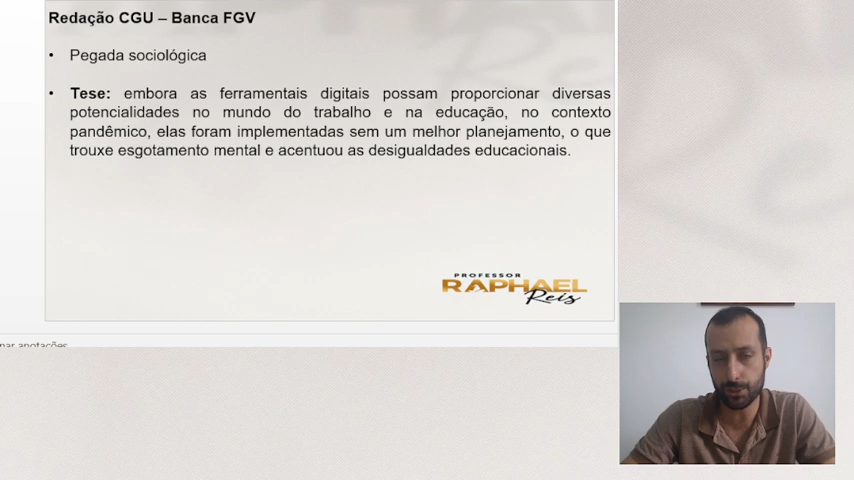 Redação CGU – Banca FGV
• Pegada sociológica
• Tese: embora as ferramentais digitais possam proporcionar diversas
potencialidades no mundo do trabalho e na educação, no contexto
pandêmico, elas foram implementadas sem um melhor planejamento, o que
trouxe esgotamento mental e acentuou as desigualdades educacionais.
PROFESSOR
RAPHAEL
Reis
nar anotações